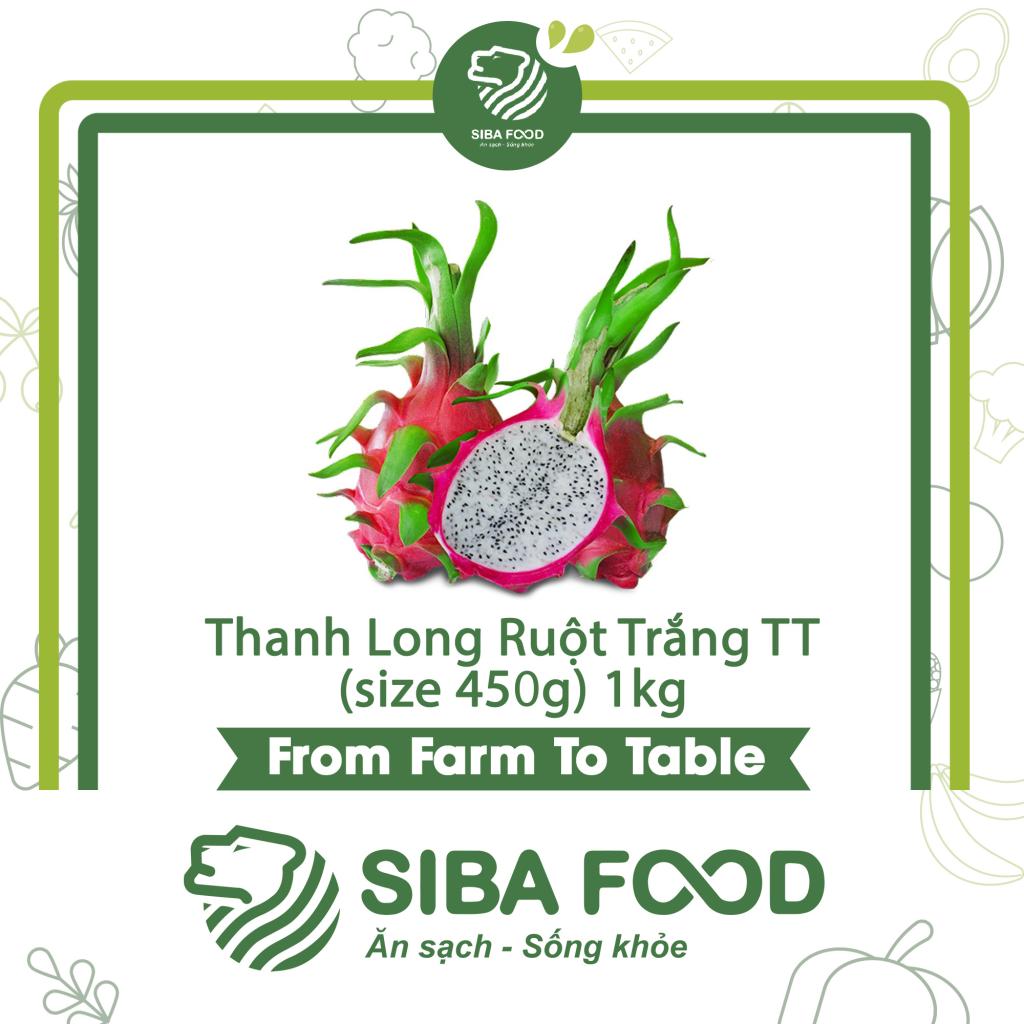 SIBA FOOD
Ăn sạch - Sống khỏe
Thanh Long Ruột Trắng TT
(size 450g) 1kg
From Farm To Table
SIBA FOOD
Ăn sạch - Sống khỏe